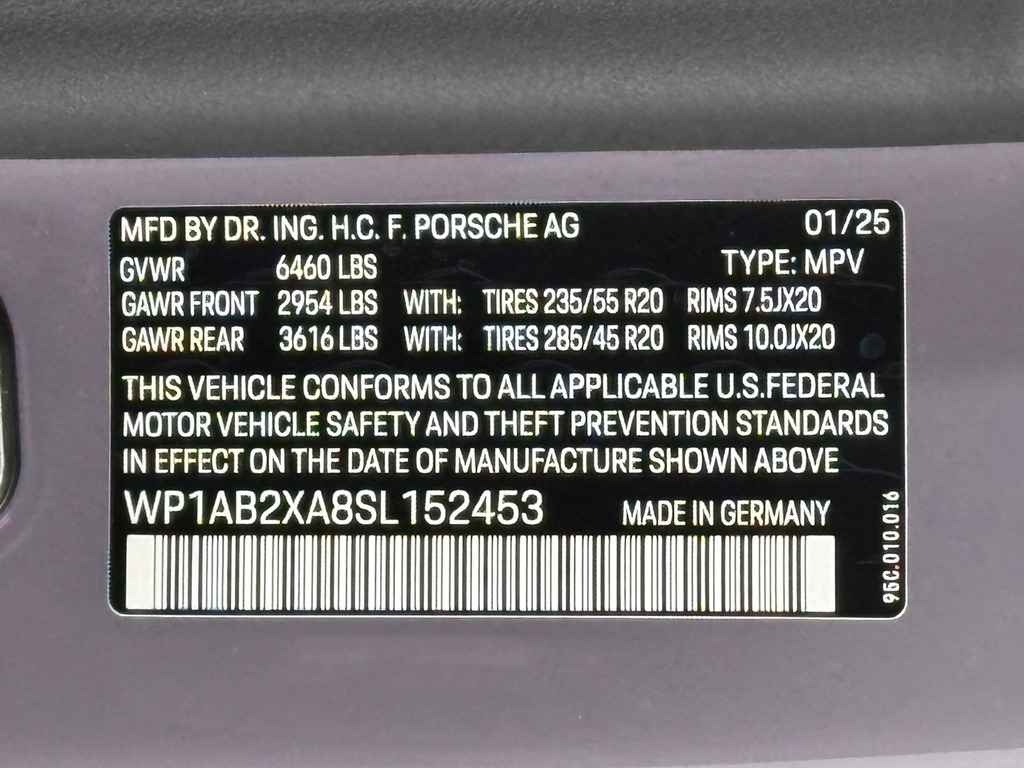 MFD BY DR. ING. H.C. F. PORSCHE AG 01/25
GVWR 6460 LBS TYPE: MPV
GAWR FRONT 2954 LBS WITH: TIRES 235/55 R20 RIMS 7.5JX20
GAWR REAR 3616 LBS WITH: TIRES 285/45 R20 RIMS 10.0JX20
THIS VEHICLE CONFORMS TO ALL APPLICABLE U.S.FEDERAL
MOTOR VEHICLE SAFETY AND THEFT PREVENTION STANDARDS
IN EFFECT ON THE DATE OF MANUFACTURE SHOWN ABOVE
WP1AB2XA8SL152453 MADE IN GERMANY
95C.010.016